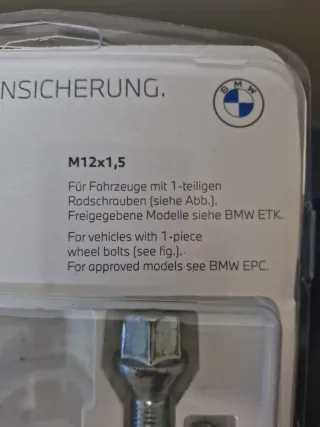 NSICHERUNG.
BMW
M12x1,5
Für Fahrzeuge mit 1-teiligen
Radschrauben (siehe Abb.).
Freigegebene Modelle siehe BMW ETK.
For vehicles with 1-piece
wheel bolts (see fig.).
For approved models see BMW EPC.